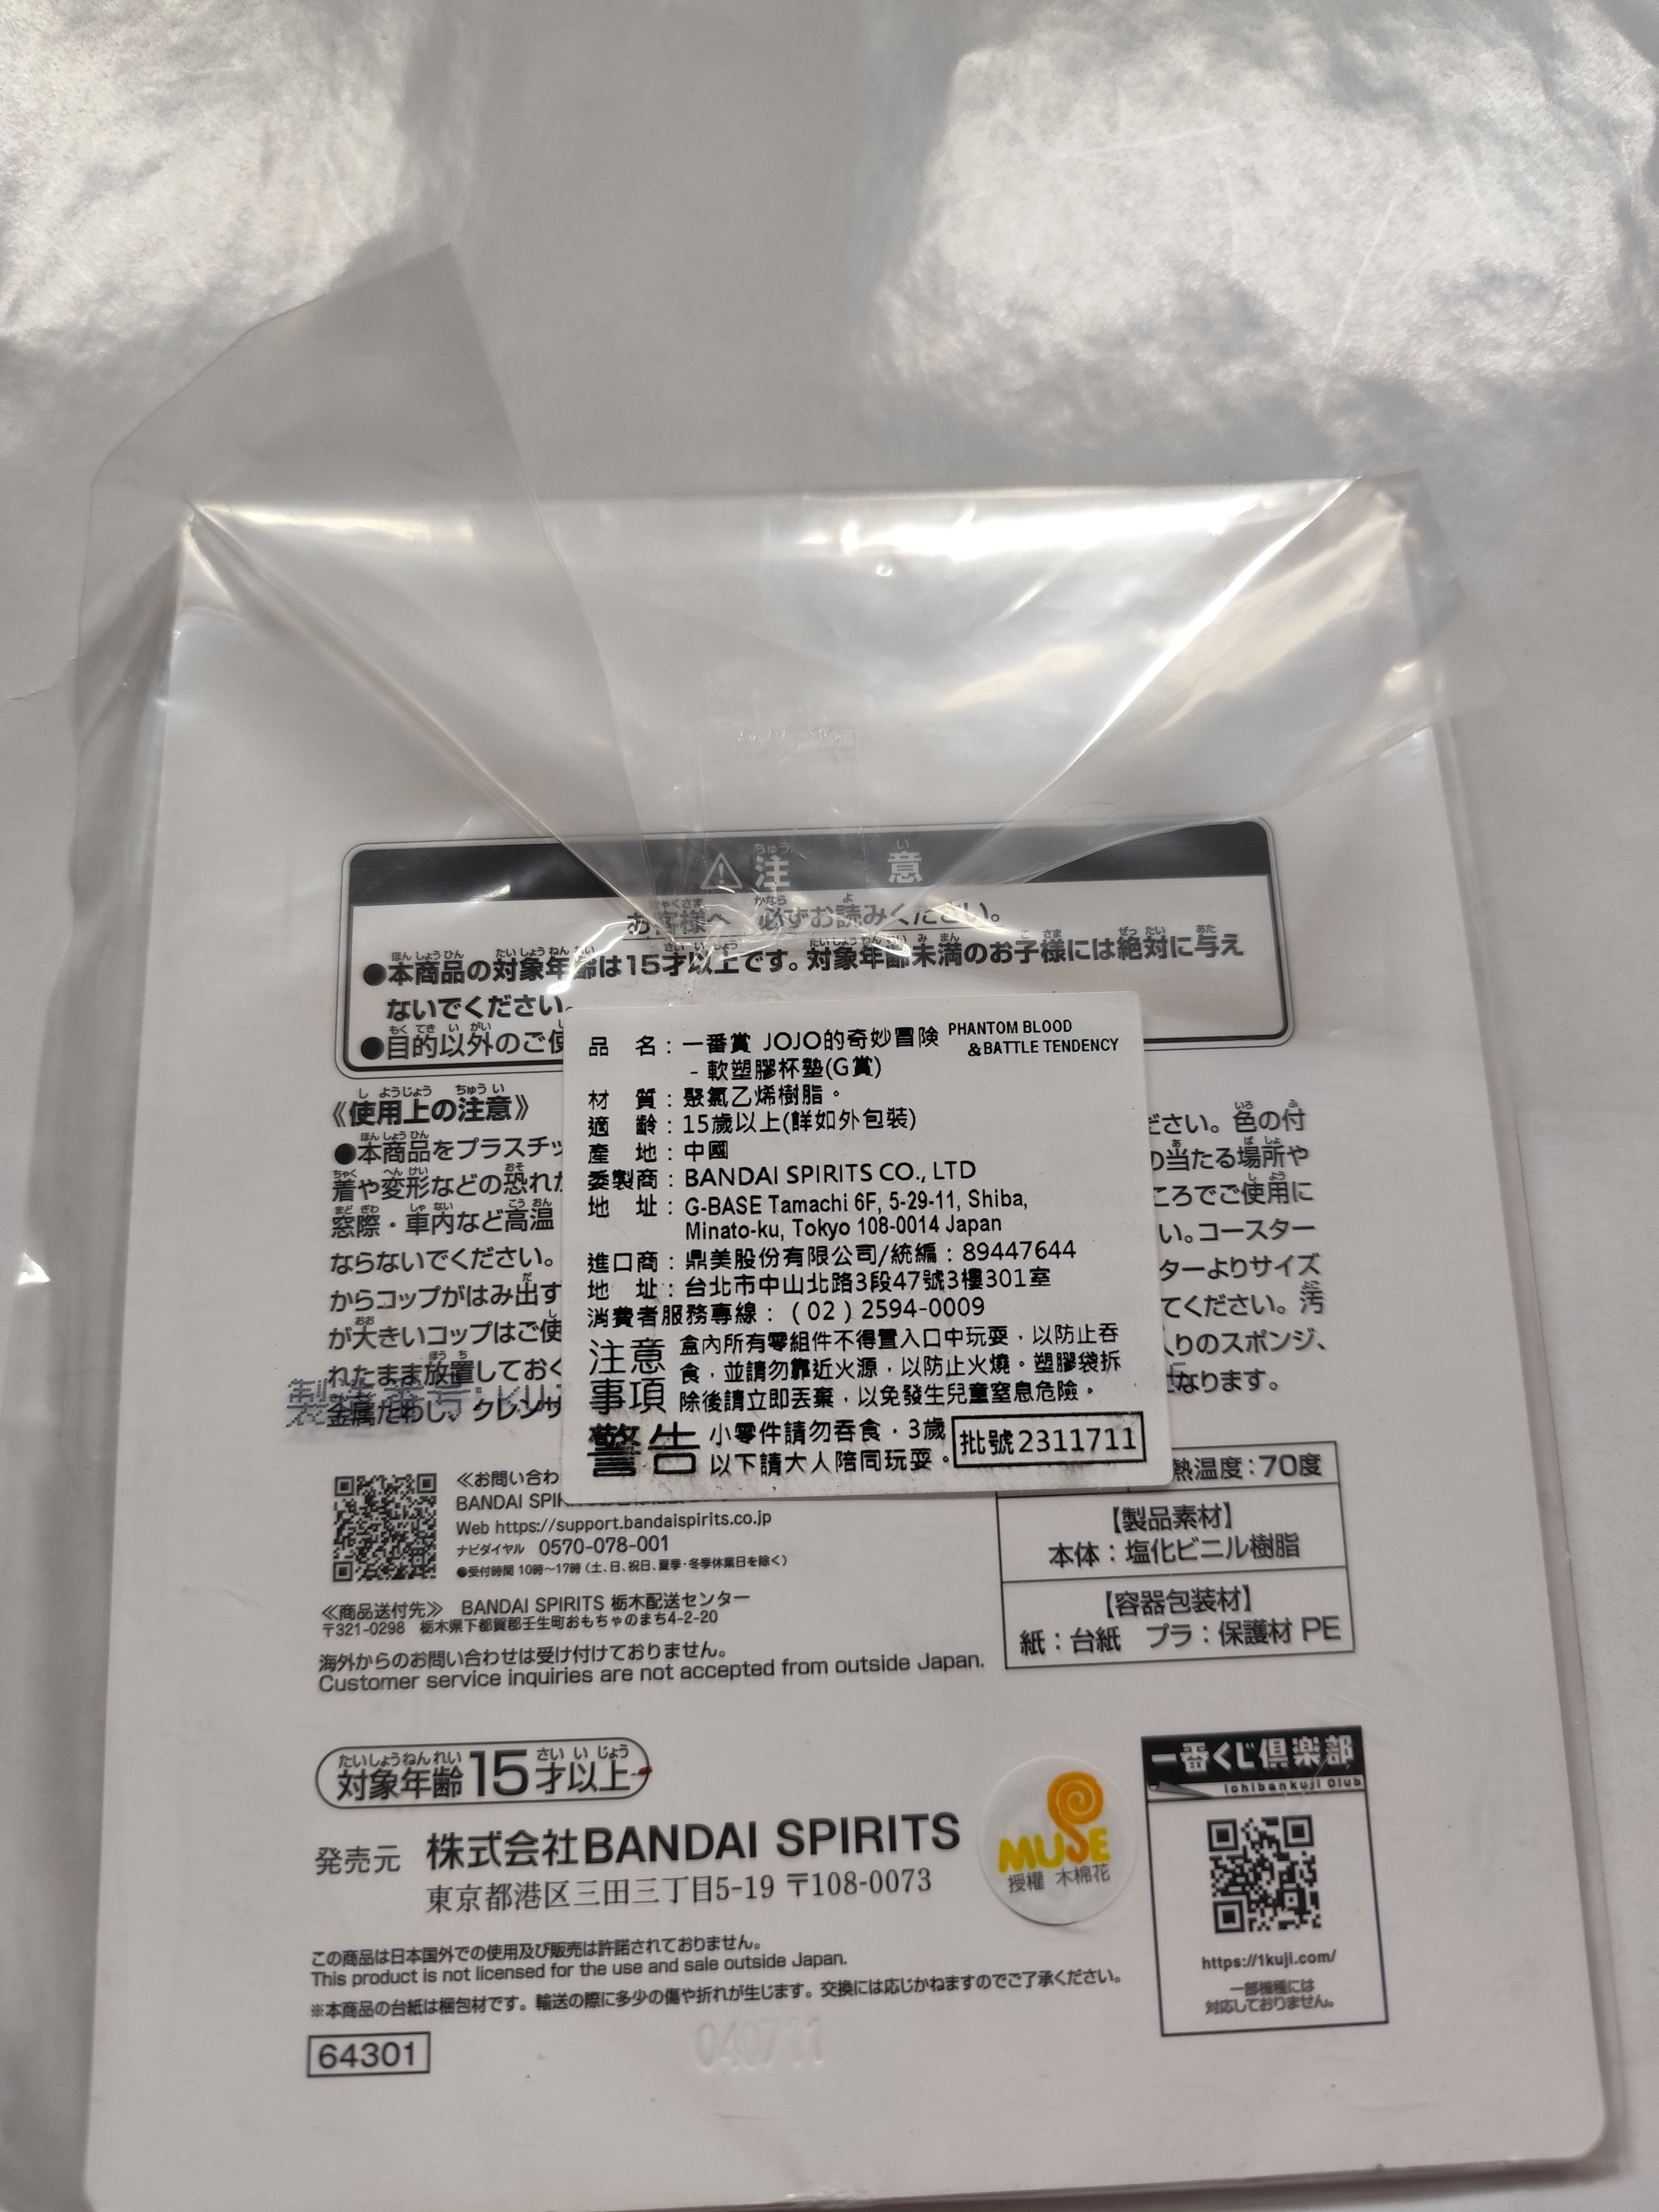 ⚠注 意
お客様へ 必ずお読みください。
●本商品の対象年齢は15才以上です。対象年齢未満のお子様には絶対に与え
ないでください。
●目的以外のご使
品 名：一番賞 JOJO的奇妙冒険 PHANTOM BLOOD
&BATTLE TENDENCY
- 軟塑膠杯墊(G賞)
材 質：聚氯乙烯樹脂。
適 齡：15歲以上(詳如外包裝)
產 地：中國
委製商：BANDAI SPIRITS CO., LTD
地 址：G-BASE Tamachi 6F, 5-29-11, Shiba,
Minato-ku, Tokyo 108-0014 Japan
進口商：鼎美股份有限公司/統編：89447644
地 址：台北市中山北路3段47號3樓301室
消費者服務專線：(02) 2594-0009
注意事項 盒內所有零組件不得置入口中玩耍，以防止吞
食，並請勿靠近火源，以防止火燒。塑膠袋拆
除後請立即丟棄，以免發生兒童窒息危險。
警告 小零件請勿吞食，3歲
以下請大人陪同玩耍。
批號2311711
《使用上の注意》
●本商品をプラスチッ
ださい。色の付
着や変形などの恐れ
の当たる場所や
窓際・車内など高温
ころでご使用に
ならないでください。
い。コースター
からコップがはみ出す
ターよりサイズ
が大きいコップはご使
てください。汚
れたまま放置しておく
入りのスポンジ、
製造番号:
金属たわし、クレンザ
なります。
熱温度：70度
【製品素材】
本体：塩化ビニル樹脂
【容器包装材】
紙：台紙 プラ：保護材 PE
≪お問い合わ
BANDAI SPIR
Web https://support.bandaispirits.co.jp
ナビダイヤル 0570-078-001
●受付時間 10時～17時（土、日、祝日、夏季・冬季休業日を除く）
≪商品送付先≫ BANDAI SPIRITS 栃木配送センター
〒321-0298 栃木県下都賀郡壬生町おもちゃのまち4-2-20
海外からのお問い合わせは受け付けておりません。
Customer service inquiries are not accepted from outside Japan.
対象年齢15才以上
発売元 株式会社BANDAI SPIRITS
東京都港区三田三丁目5-19 〒108-0073
MUSE
授權 木棉花
一番くじ倶楽部
Ichibankuji Club
https://1kuji.com/
一部機種には
対応しておりません。
この商品は日本国外での使用及び販売は許諾されておりません。
This product is not licensed for the use and sale outside Japan.
※本商品の台紙は梱包材です。輸送の際に多少の傷や折れが生じます。交換には応じかねますのでご了承ください。
64301
040711